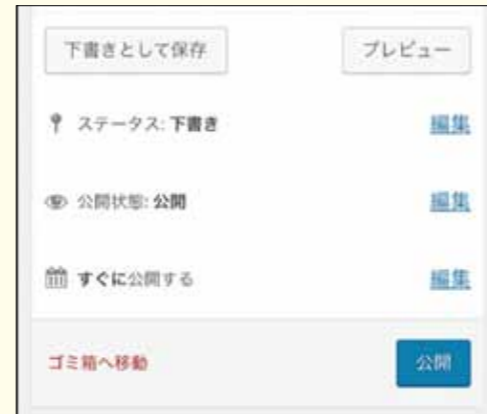 下書きとして保存 プレビュー
ステータス: 下書き 編集
公開状態: 公開 編集
すぐに公開する 編集
ゴミ箱へ移動 公開